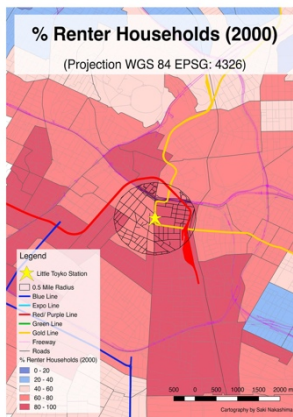 % Renter Households (2000)
(Projection WGS 84 EPSG: 4326)
Legend
Little Toyko Station
0.5 Mile Radius
Blue Line
Expo Line
Red/ Purple Line
Green Line
Gold Line
Freeway
Roads
% Renter Households (2000)
0 - 20
20 - 40
40 - 60
60 - 80
80 - 100
500 0 500 1000 1500 2000 m
Cartography by Saki Nakashima